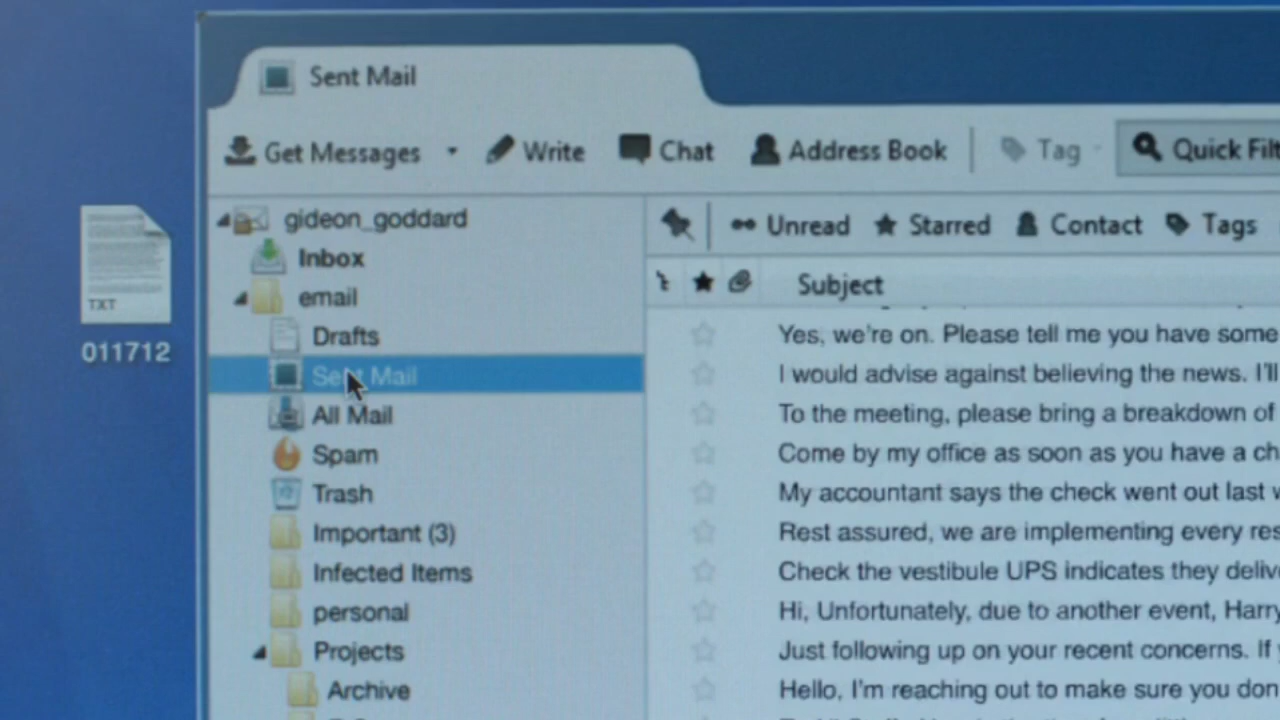 Sent Mail
Get Messages
Write
Chat
Address Book
Tag
Quick Filt
gideon_goddard
Unread
Starred
Contact
Tags
Inbox
Subject
email
Drafts
Yes, we're on. Please tell me you have some
TXT
011712
Sent Mail
I would advise against believing the news. I'll
All Mail
To the meeting, please bring a breakdown of
Spam
Come by my office as soon as you have a ch
Trash
My accountant says the check went out last w
Important (3)
Rest assured, we are implementing every res
Infected Items
Check the vestibule UPS indicates they delive
personal
Hi, Unfortunately, due to another event, Harry
Projects
Just following up on your recent concerns. If y
Archive
Hello, I'm reaching out to make sure you don